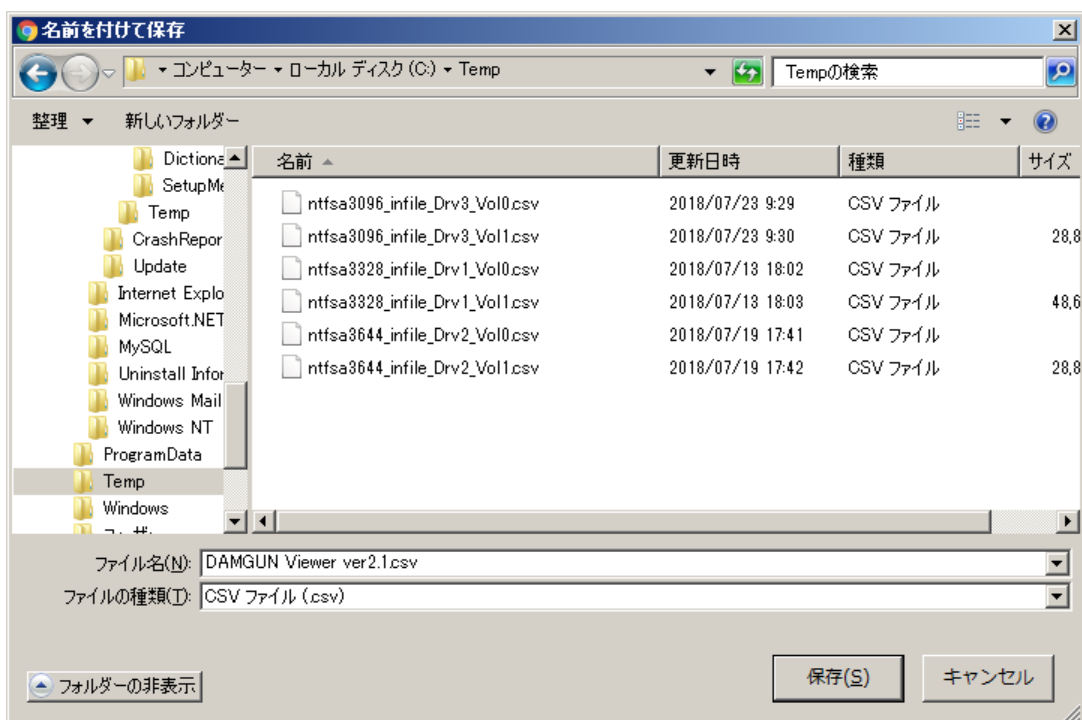 名前を付けて保存
コンピューター ローカル ディスク (C:) Temp Tempの検索
整理 新しいフォルダー
名前 更新日時 種類 サイズ
Dictiona
SetupMe
Temp
CrashRepor
Update
Internet Explo
Microsoft.NET
MySQL
Uninstall Infor
Windows Mail
Windows NT
ProgramData
Temp
Windows
ntfsa3096_infile_Drv3_Vol0.csv 2018/07/23 9:29 CSV ファイル
ntfsa3096_infile_Drv3_Vol1.csv 2018/07/23 9:30 CSV ファイル 28,8
ntfsa3328_infile_Drv1_Vol0.csv 2018/07/13 18:02 CSV ファイル
ntfsa3328_infile_Drv1_Vol1.csv 2018/07/13 18:03 CSV ファイル 48,6
ntfsa3644_infile_Drv2_Vol0.csv 2018/07/19 17:41 CSV ファイル
ntfsa3644_infile_Drv2_Vol1.csv 2018/07/19 17:42 CSV ファイル 28,8
ファイル名(N): DAMGUN Viewer ver2.1.csv
ファイルの種類(T): CSV ファイル (.csv)
フォルダーの非表示 保存(S) キャンセル